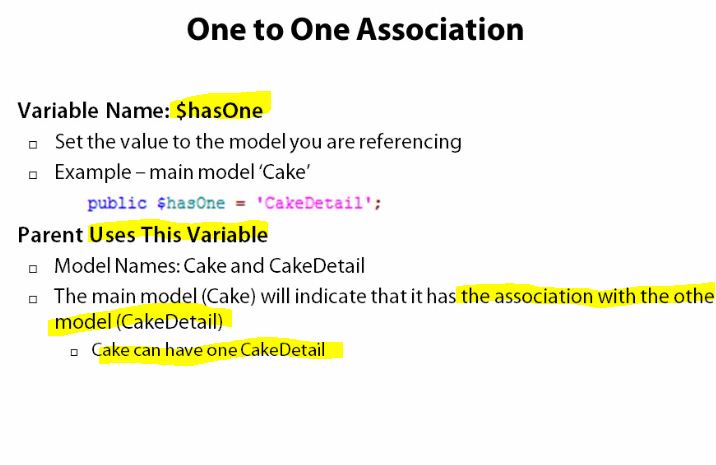 One to One Association
Variable Name: $hasOne
Set the value to the model you are referencing
Example – main model ‘Cake’
public $hasOne = 'CakeDetail';
Parent Uses This Variable
Model Names: Cake and CakeDetail
The main model (Cake) will indicate that it has the association with the othe
model (CakeDetail)
Cake can have one CakeDetail